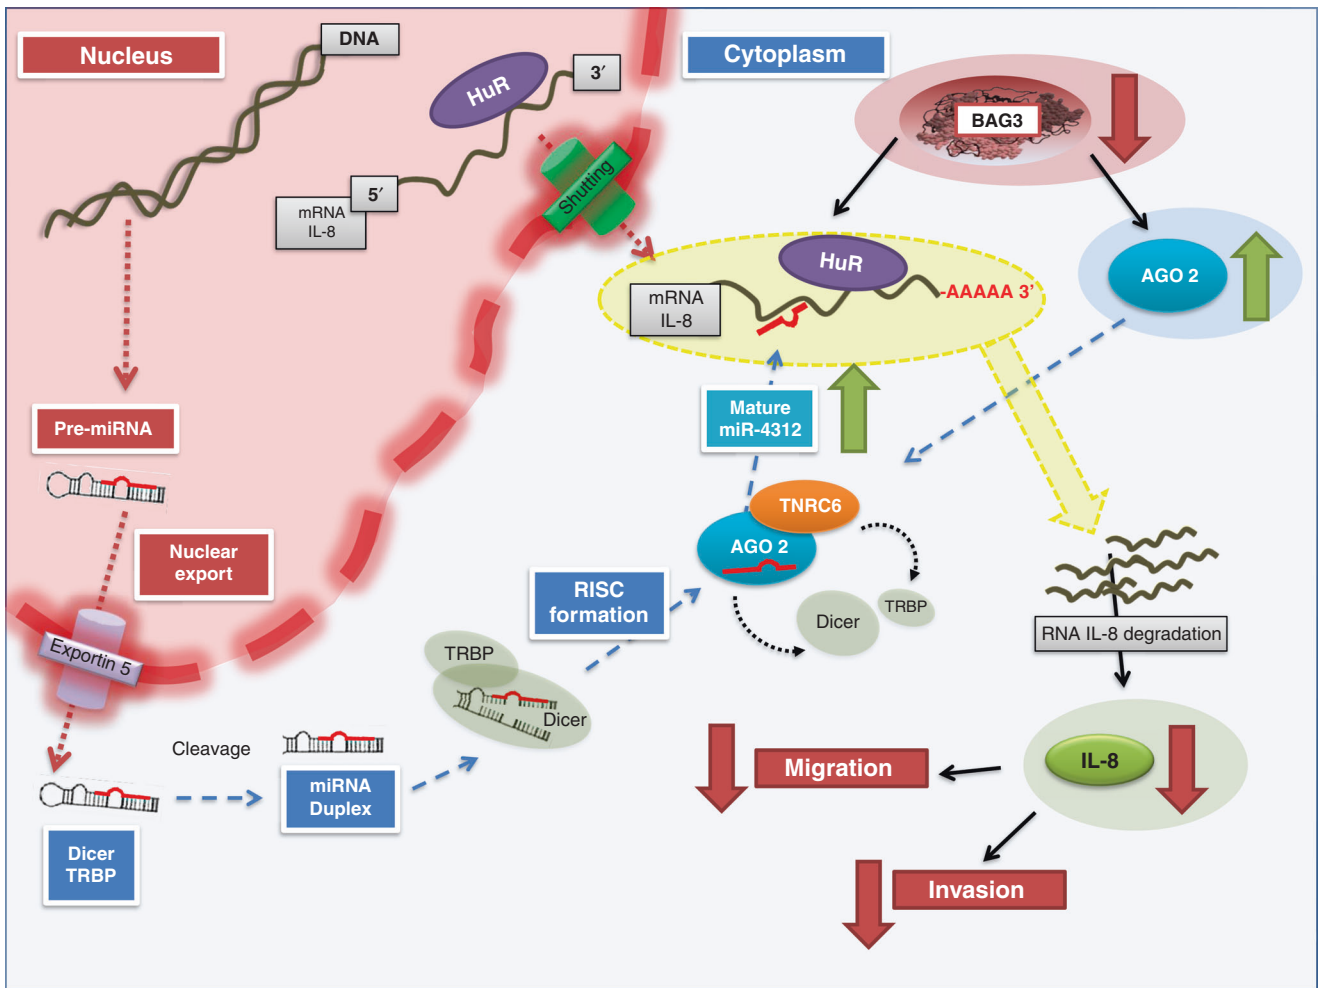 Nucleus
DNA
HuR
3′
5′
mRNA
IL-8
Shutting
Cytoplasm
BAG3
AGO 2
HuR
mRNA
IL-8
-AAAAA 3’
Pre-miRNA
Nuclear
export
Exportin 5
Mature
miR-4312
TNRC6
AGO 2
RISC
formation
Dicer
TRBP
TRBP
Dicer
RNA IL-8 degradation
Cleavage
miRNA
Duplex
Dicer
TRBP
IL-8
Migration
Invasion